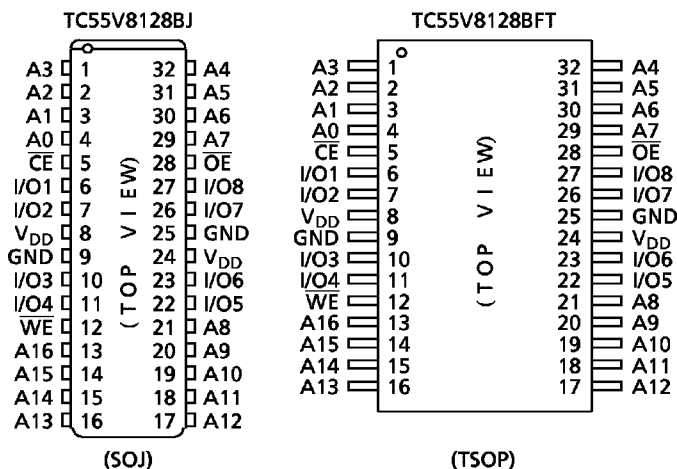 TC55V8128BJ TC55V8128BFT
A3 1 32 A4 A3 1 32 A4
A2 2 31 A5 A2 2 31 A5
A1 3 30 A6 A1 3 30 A6
A0 4 29 A7 A0 4 29 A7
C̅E̅ 5 28 O̅E̅ C̅E̅ 5 28 O̅E̅
I/O1 6 27 I/O8 I/O1 6 27 I/O8
I/O2 7 26 I/O7 I/O2 7 26 I/O7
VDD 8 25 GND VDD 8 25 GND
GND 9 24 VDD GND 9 24 VDD
I/O3 10 23 I/O6 I/O3 10 23 I/O6
I/O4 11 22 I/O5 I/O4 11 22 I/O5
W̅E̅ 12 21 A8 W̅E̅ 12 21 A8
A16 13 20 A9 A16 13 20 A9
A15 14 19 A10 A15 14 19 A10
A14 15 18 A11 A14 15 18 A11
A13 16 17 A12 A13 16 17 A12
(TOP VIEW) (TOP VIEW)
(SOJ) (TSOP)